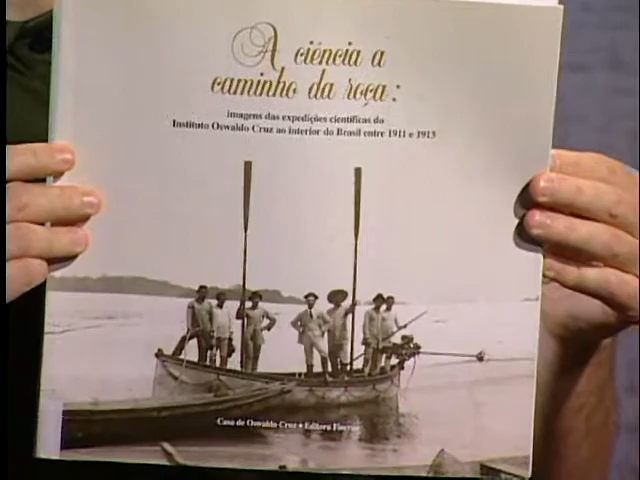 A ciência a
caminho da roça:
imagens das expedições científicas do
Instituto Oswaldo Cruz ao interior do Brasil entre 1911 e 1913
Casa de Oswaldo Cruz • Editora Fiocruz